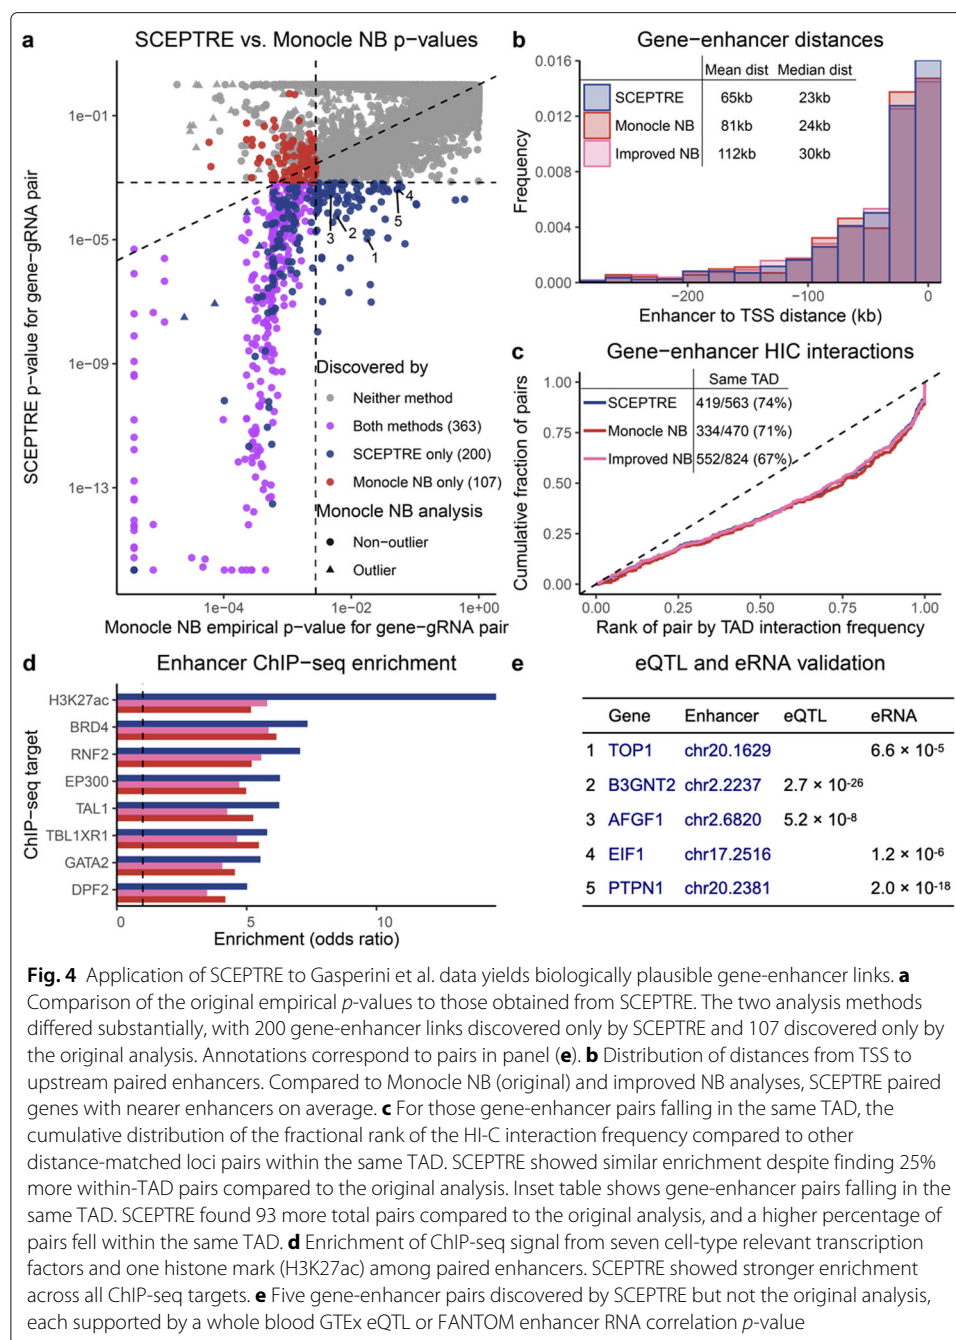 a SCEPTRE vs. Monocle NB p-values
SCEPTRE p-value for gene-gRNA pair
1e-01
1e-05
1e-09
1e-13
4
3
2
5
1
Discovered by
Neither method
Both methods (363)
SCEPTRE only (200)
Monocle NB only (107)
Monocle NB analysis
Non-outlier
Outlier
1e-04
1e-02
1e+00
Monocle NB empirical p-value for gene-gRNA pair
b Gene-enhancer distances
Frequency
0.016
0.012
0.008
0.004
0.000
Mean dist Median dist
SCEPTRE 65kb 23kb
Monocle NB 81kb 24kb
Improved NB 112kb 30kb
-200
-100
0
Enhancer to TSS distance (kb)
c Gene-enhancer HIC interactions
Cumulative fraction of pairs
1.00
0.75
0.50
0.25
0.00
Same TAD
SCEPTRE 419/563 (74%)
Monocle NB 334/470 (71%)
Improved NB 552/824 (67%)
0.00
0.25
0.50
0.75
1.00
Rank of pair by TAD interaction frequency
d Enhancer ChIP-seq enrichment
ChIP-seq target
H3K27ac
BRD4
RNF2
EP300
TAL1
TBL1XR1
GATA2
DPF2
0
5
10
Enrichment (odds ratio)
e eQTL and eRNA validation
Gene Enhancer eQTL eRNA
1 TOP1 chr20.1629 6.6 × 10⁻⁵
2 B3GNT2 chr2.2237 2.7 × 10⁻²⁶
3 AFGF1 chr2.6820 5.2 × 10⁻⁸
4 EIF1 chr17.2516 1.2 × 10⁻⁶
5 PTPN1 chr20.2381 2.0 × 10⁻¹⁸
Fig. 4 Application of SCEPTRE to Gasperini et al. data yields biologically plausible gene-enhancer links. a
Comparison of the original empirical p-values to those obtained from SCEPTRE. The two analysis methods
differed substantially, with 200 gene-enhancer links discovered only by SCEPTRE and 107 discovered only by
the original analysis. Annotations correspond to pairs in panel (e). b Distribution of distances from TSS to
upstream paired enhancers. Compared to Monocle NB (original) and improved NB analyses, SCEPTRE paired
genes with nearer enhancers on average. c For those gene-enhancer pairs falling in the same TAD, the
cumulative distribution of the fractional rank of the HI-C interaction frequency compared to other
distance-matched loci pairs within the same TAD. SCEPTRE showed similar enrichment despite finding 25%
more within-TAD pairs compared to the original analysis. Inset table shows gene-enhancer pairs falling in the
same TAD. SCEPTRE found 93 more total pairs compared to the original analysis, and a higher percentage of
pairs fell within the same TAD. d Enrichment of ChIP-seq signal from seven cell-type relevant transcription
factors and one histone mark (H3K27ac) among paired enhancers. SCEPTRE showed stronger enrichment
across all ChIP-seq targets. e Five gene-enhancer pairs discovered by SCEPTRE but not the original analysis,
each supported by a whole blood GTEx eQTL or FANTOM enhancer RNA correlation p-value